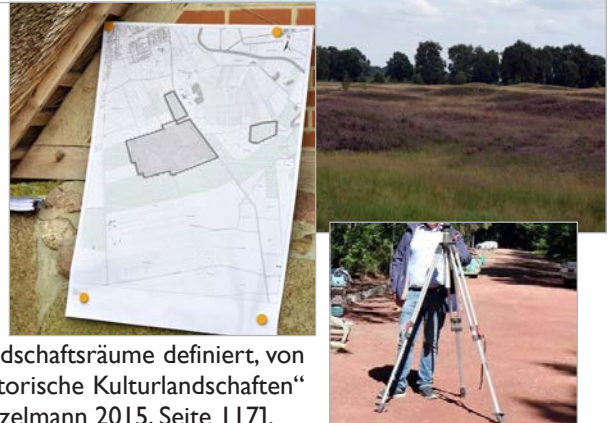 dschaftsräume definiert, von
torische Kulturlandschaften“
zelmann 2015, Seite 117].